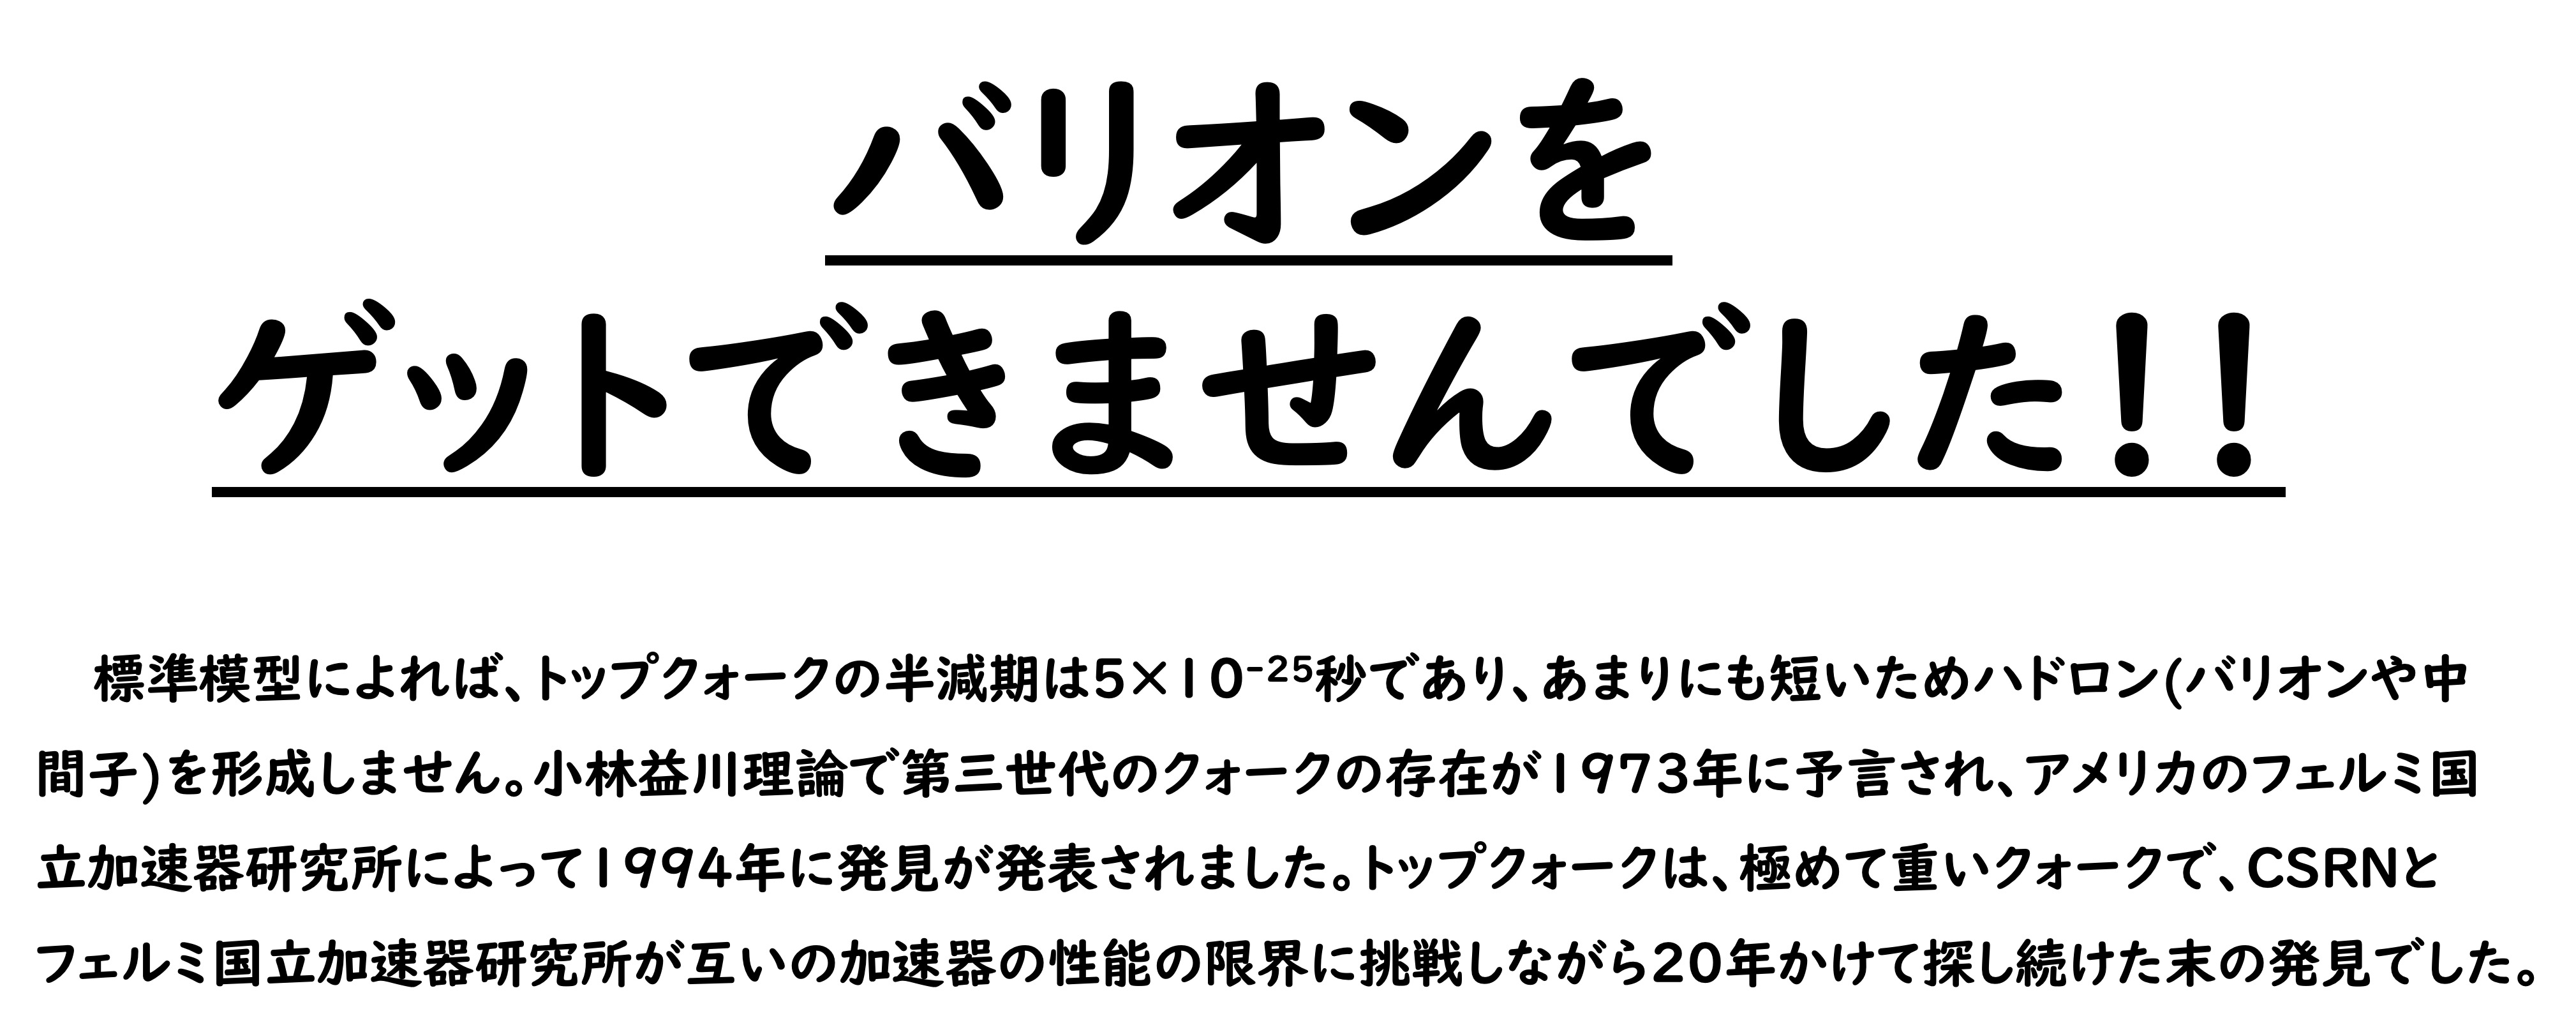 バリオンを
ゲットできませんでした!!
標準模型によれば、トップクォークの半減期は5×10⁻²⁵秒であり、あまりにも短いためハドロン(バリオンや中
間子)を形成しません。小林益川理論で第三世代のクォークの存在が1973年に予言され、アメリカのフェルミ国
立加速器研究所によって1994年に発見が発表されました。トップクォークは、極めて重いクォークで、CSRNと
フェルミ国立加速器研究所が互いの加速器の性能の限界に挑戦しながら20年かけて探し続けた末の発見でした。